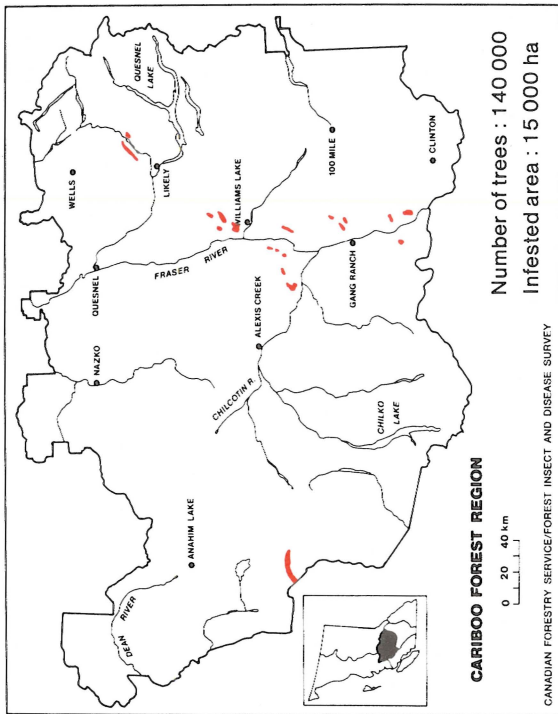 WELLS
QUESNEL
LAKE
LIKELY
QUESNEL
NAZKO
FRASER
RIVER
WILLIAMS LAKE
ANAHIM LAKE
DEAN
RIVER
ALEXIS CREEK
CHILCOTIN R.
100 MILE
GANG RANCH
CHILKO
LAKE
CLINTON
CARIBOO FOREST REGION
0 20 40 km
Number of trees : 140 000
Infested area : 15 000 ha
CANADIAN FORESTRY SERVICE/FOREST INSECT AND DISEASE SURVEY